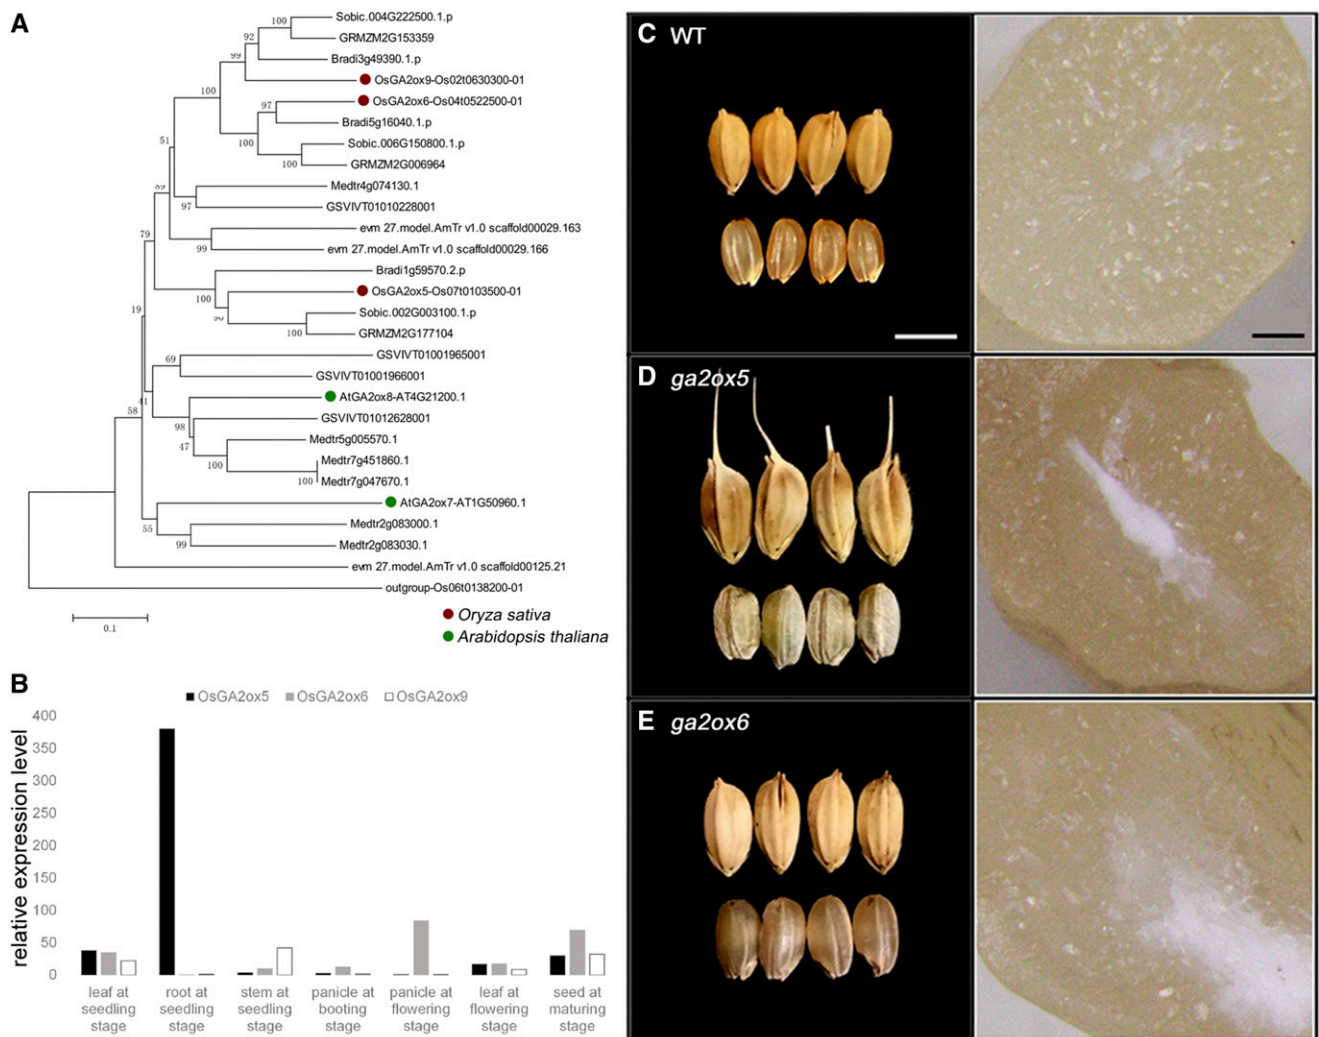 A
Sobic.004G222500.1.p
GRMZM2G153359
Bradi3g49390.1.p
OsGA2ox9-Os02t0630300-01
OsGA2ox6-Os04t0522500-01
Bradi5g16040.1.p
Sobic.006G150800.1.p
GRMZM2G006964
Medtr4g074130.1
GSVIVT01010228001
evm 27.model.AmTr v1.0 scaffold00029.163
evm 27.model.AmTr v1.0 scaffold00029.166
Bradi1g59570.2.p
OsGA2ox5-Os07t0103500-01
Sobic.002G003100.1.p
GRMZM2G177104
GSVIVT01001965001
GSVIVT01001966001
AtGA2ox8-AT4G21200.1
GSVIVT01012628001
Medtr5g005570.1
Medtr7g451860.1
Medtr7g047670.1
AtGA2ox7-AT1G50960.1
Medtr2g083000.1
Medtr2g083030.1
evm 27.model.AmTr v1.0 scaffold00125.21
outgroup-Os06t0138200-01
100
92
99
100
97
100
100
51
97
99
79
100
100
19
69
41
58
98
47
100
100
55
99
0.1
Oryza sativa
Arabidopsis thaliana
B
OsGA2ox5 OsGA2ox6 OsGA2ox9
relative expression level
400
350
300
250
200
150
100
50
0
leaf at
seedling
stage
root at
seedling
stage
stem at
seedling
stage
panicle at
booting
stage
panicle at
flowering
stage
leaf at
flowering
stage
seed at
maturing
stage
C WT
D ga2ox5
E ga2ox6